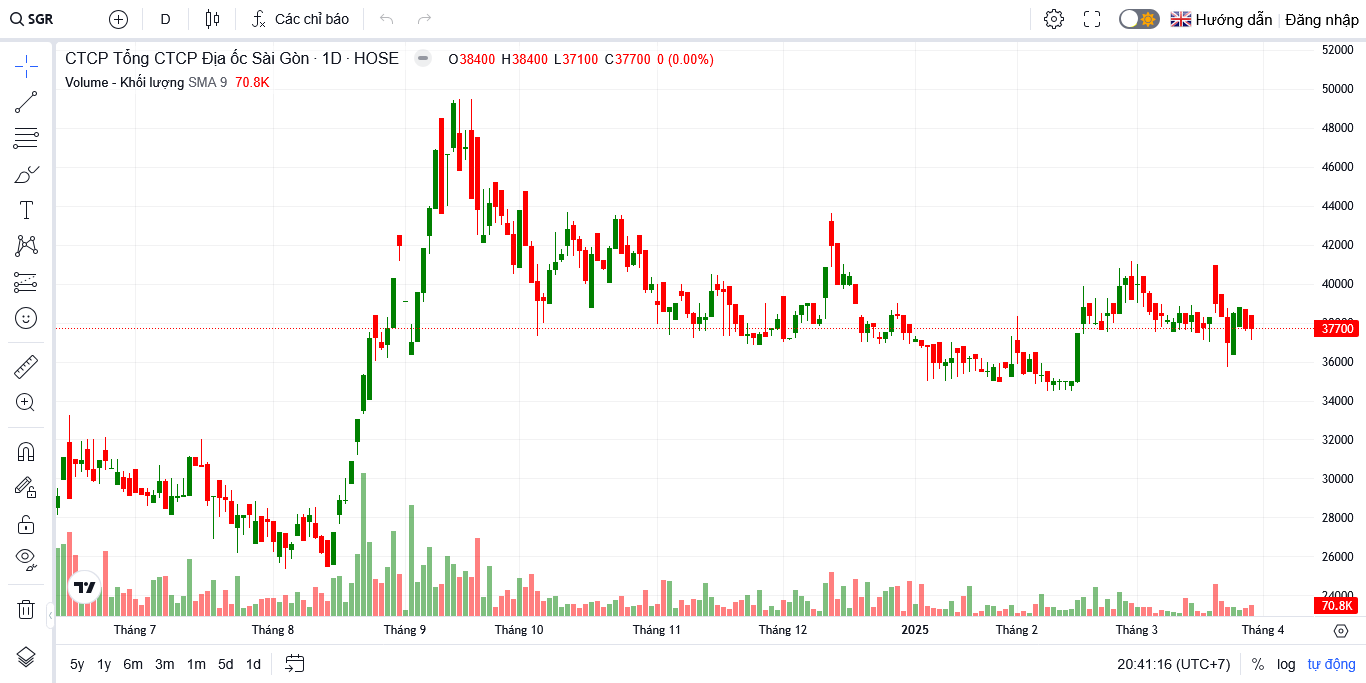 SGR D Các chỉ báo Hướng dẫn Đăng nhập
CTCP Tổng CTCP Địa ốc Sài Gòn · 1D · HOSE O38400 H38400 L37100 C37700 0 (0.00%)
Volume - Khối lượng SMA 9 70.8K
52000
50000
48000
46000
44000
42000
40000
38000
37700
36000
34000
32000
30000
28000
26000
24000
70.8K
Tháng 7 Tháng 8 Tháng 9 Tháng 10 Tháng 11 Tháng 12 2025 Tháng 2 Tháng 3 Tháng 4
5y 1y 6m 3m 1m 5d 1d 20:41:16 (UTC+7) % log tự động